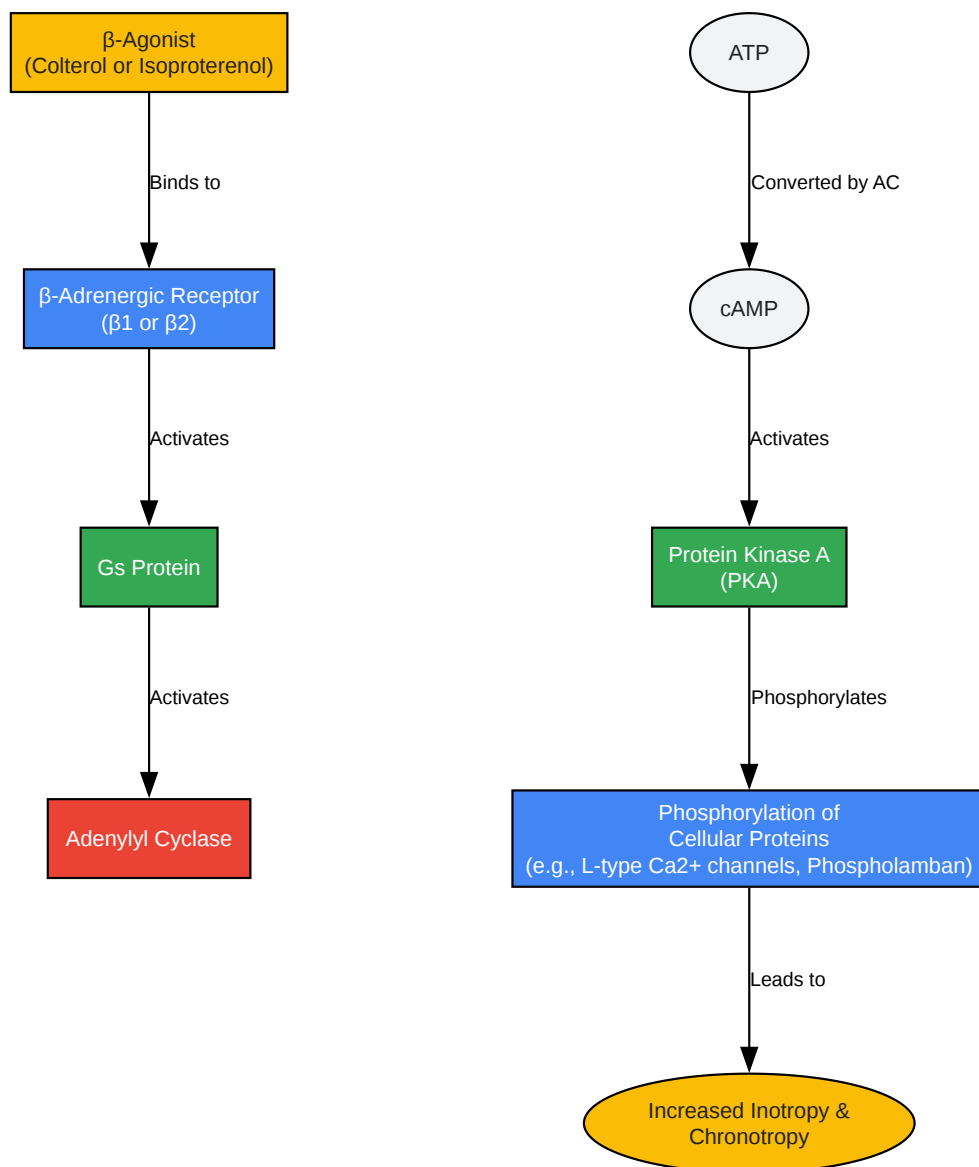 β-Agonist
(Colterol or Isoproterenol)
Binds to
β-Adrenergic Receptor
(β1 or β2)
Activates
Gs Protein
Activates
Adenylyl Cyclase
ATP
Converted by AC
cAMP
Activates
Protein Kinase A
(PKA)
Phosphorylates
Phosphorylation of
Cellular Proteins
(e.g., L-type Ca2+ channels, Phospholamban)
Leads to
Increased Inotropy &
Chronotropy